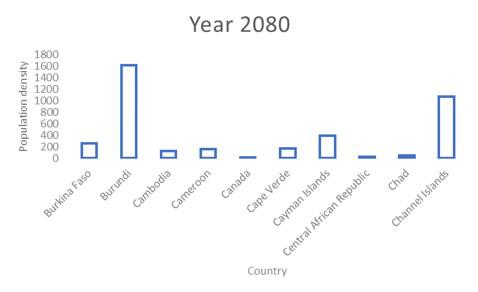 Year 2080
Population density
1800
1600
1400
1200
1000
800
600
400
200
0
Burkina Faso
Burundi
Cambodia
Cameroon
Canada
Cape Verde
Cayman Islands
Central African Republic
Chad
Channel Islands
Country